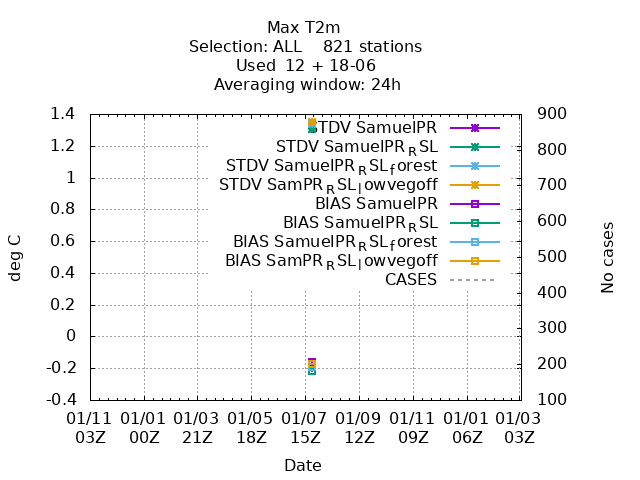 Max T2m
Selection: ALL    821 stations
Used  12 + 18-06
Averaging window: 24h
1.4
1.2
1
0.8
0.6
0.4
0.2
0
-0.2
-0.4
deg C
STDV SamuelPR
STDV SamuelPR_RSL
STDV SamuelPR_RSL_forest
STDV SamPR_RSL_lowvegoff
BIAS SamuelPR
BIAS SamuelPR_RSL
BIAS SamuelPR_RSL_forest
BIAS SamPR_RSL_lowvegoff
CASES
900
800
700
600
500
400
300
200
100
No cases
01/11 01/01 01/03 01/05 01/07 01/09 01/11 01/01 01/03
03Z 00Z 21Z 18Z 15Z 12Z 09Z 06Z 03Z
Date